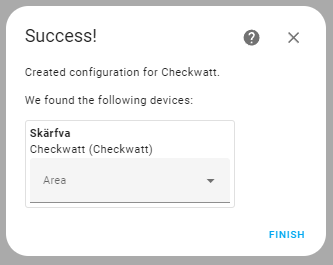 Success!
Created configuration for Checkwatt.
We found the following devices:
Skärfva
Checkwatt (Checkwatt)
Area
FINISH